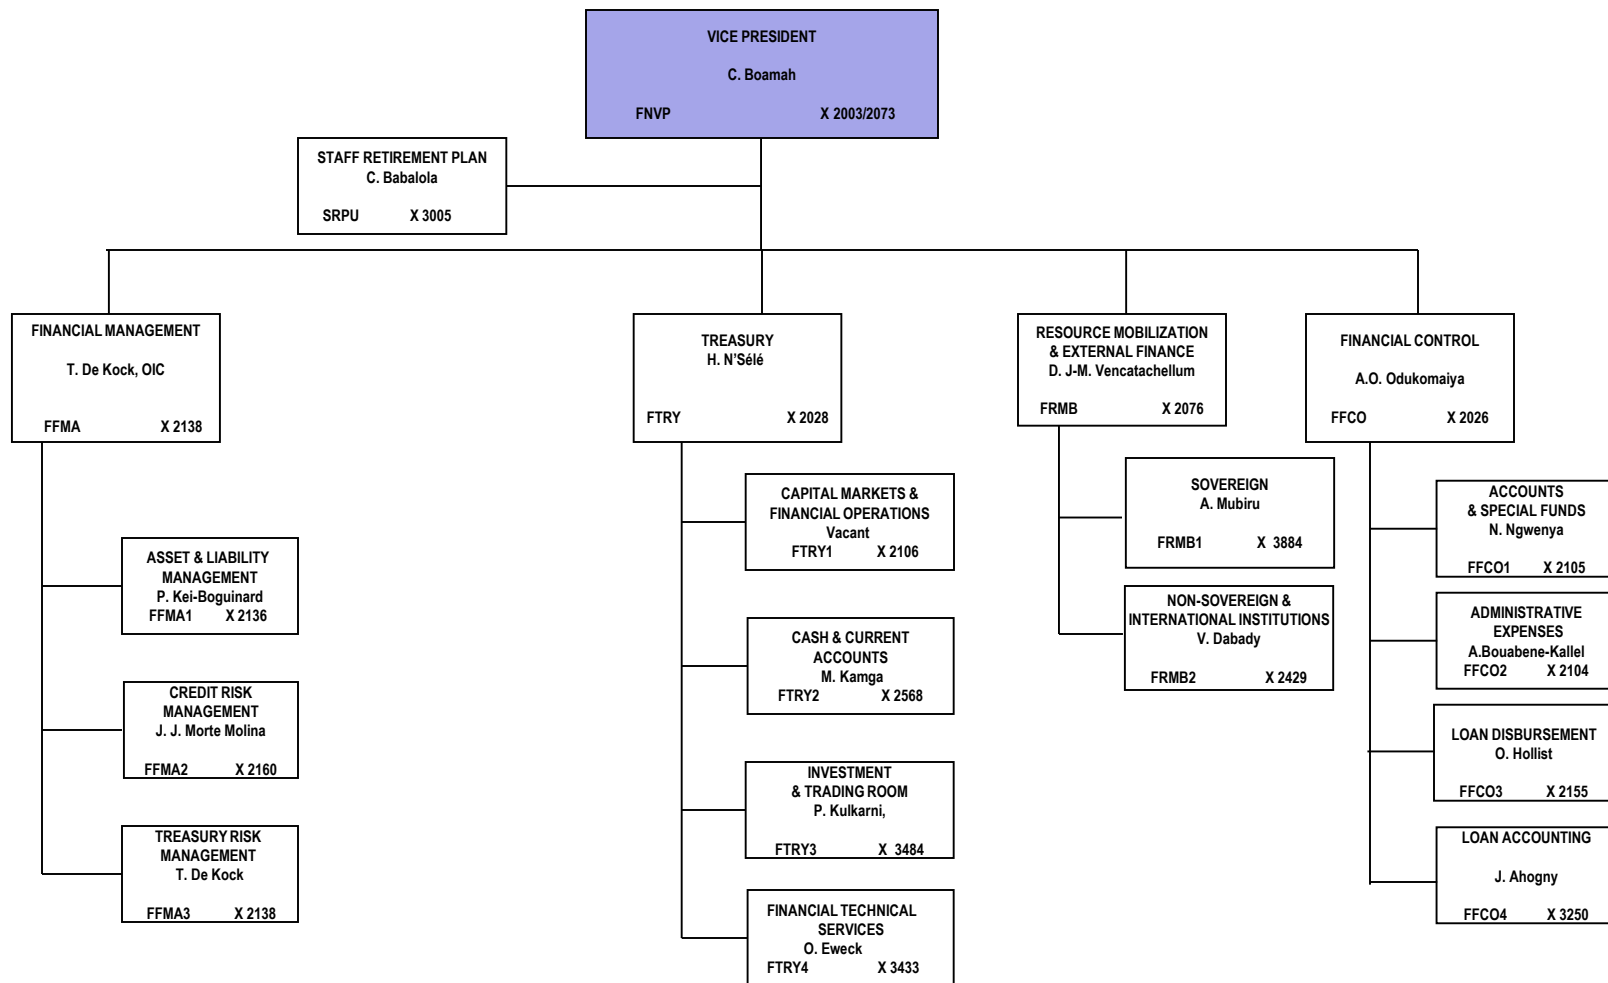 VICE PRESIDENT
C. Boamah
FNVP X 2003/2073
STAFF RETIREMENT PLAN
C. Babalola
SRPU X 3005
FINANCIAL MANAGEMENT
T. De Kock, OIC
FFMA X 2138
TREASURY
H. N’Sélé
FTRY X 2028
RESOURCE MOBILIZATION
& EXTERNAL FINANCE
D. J-M. Vencatachellum
FRMB X 2076
FINANCIAL CONTROL
A.O. Odukomaiya
FFCO X 2026
ASSET & LIABILITY
MANAGEMENT
P. Kei-Boguinard
FFMA1 X 2136
CREDIT RISK
MANAGEMENT
J. J. Morte Molina
FFMA2 X 2160
TREASURY RISK
MANAGEMENT
T. De Kock
FFMA3 X 2138
CAPITAL MARKETS &
FINANCIAL OPERATIONS
Vacant
FTRY1 X 2106
CASH & CURRENT
ACCOUNTS
M. Kamga
FTRY2 X 2568
INVESTMENT
& TRADING ROOM
P. Kulkarni,
FTRY3 X 3484
FINANCIAL TECHNICAL
SERVICES
O. Eweck
FTRY4 X 3433
SOVEREIGN
A. Mubiru
FRMB1 X 3884
NON-SOVEREIGN &
INTERNATIONAL INSTITUTIONS
V. Dabady
FRMB2 X 2429
ACCOUNTS
& SPECIAL FUNDS
N. Ngwenya
FFCO1 X 2105
ADMINISTRATIVE
EXPENSES
A.Bouabene-Kallel
FFCO2 X 2104
LOAN DISBURSEMENT
O. Hollist
FFCO3 X 2155
LOAN ACCOUNTING
J. Ahogny
FFCO4 X 3250